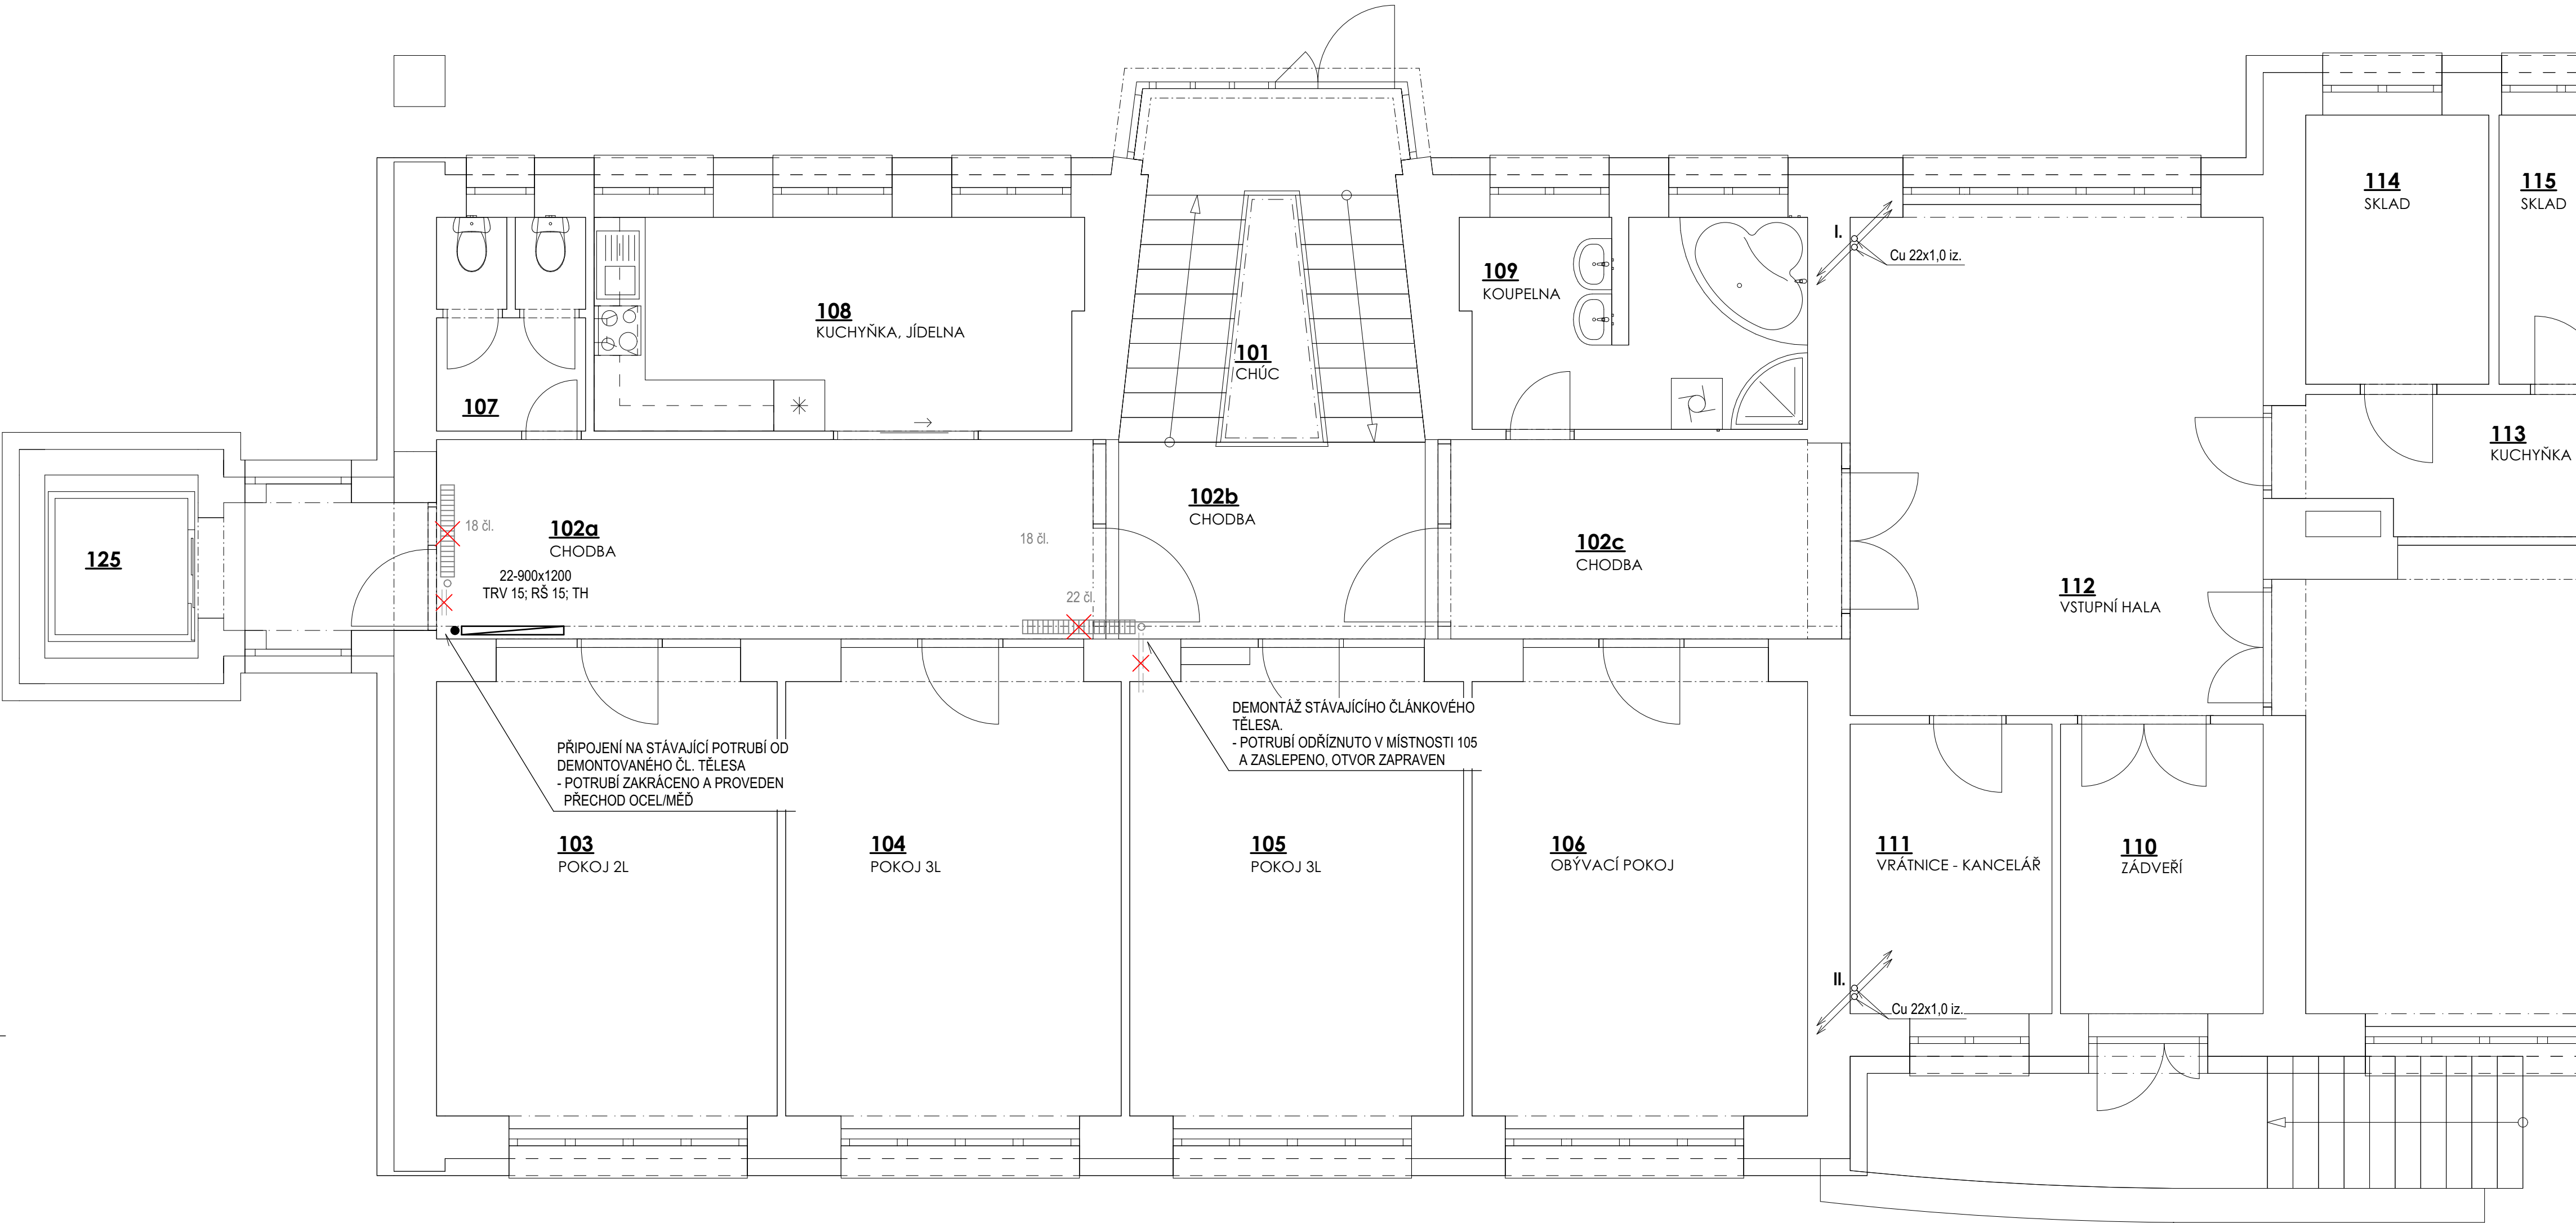 114
SKLAD
115
SKLAD
I.
Cu 22x1,0 iz.
109
KOUPELNA
108
KUCHYŇKA, JÍDELNA
101
CHÚC
107
113
KUCHYŇKA
102b
CHODBA
18 čl.
102a
CHODBA
18 čl.
102c
CHODBA
125
22-900x1200
TRV 15; RŠ 15; TH
22 čl.
112
VSTUPNÍ HALA
DEMONTÁŽ STÁVAJÍCÍHO ČLÁNKOVÉHO
TĚLESA.
- POTRUBÍ ODŘÍZNUTO V MÍSTNOSTI 105
A ZASLEPENO, OTVOR ZAPRAVEN
PŘIPOJENÍ NA STÁVAJÍCÍ POTRUBÍ OD
DEMONTOVANÉHO ČL. TĚLESA
- POTRUBÍ ZAKRÁCENO A PROVEDEN
PŘECHOD OCEL/MĚĎ
103
POKOJ 2L
104
POKOJ 3L
105
POKOJ 3L
106
OBÝVACÍ POKOJ
111
VRÁTNICE - KANCELÁŘ
110
ZÁDVEŘÍ
II.
Cu 22x1,0 iz.